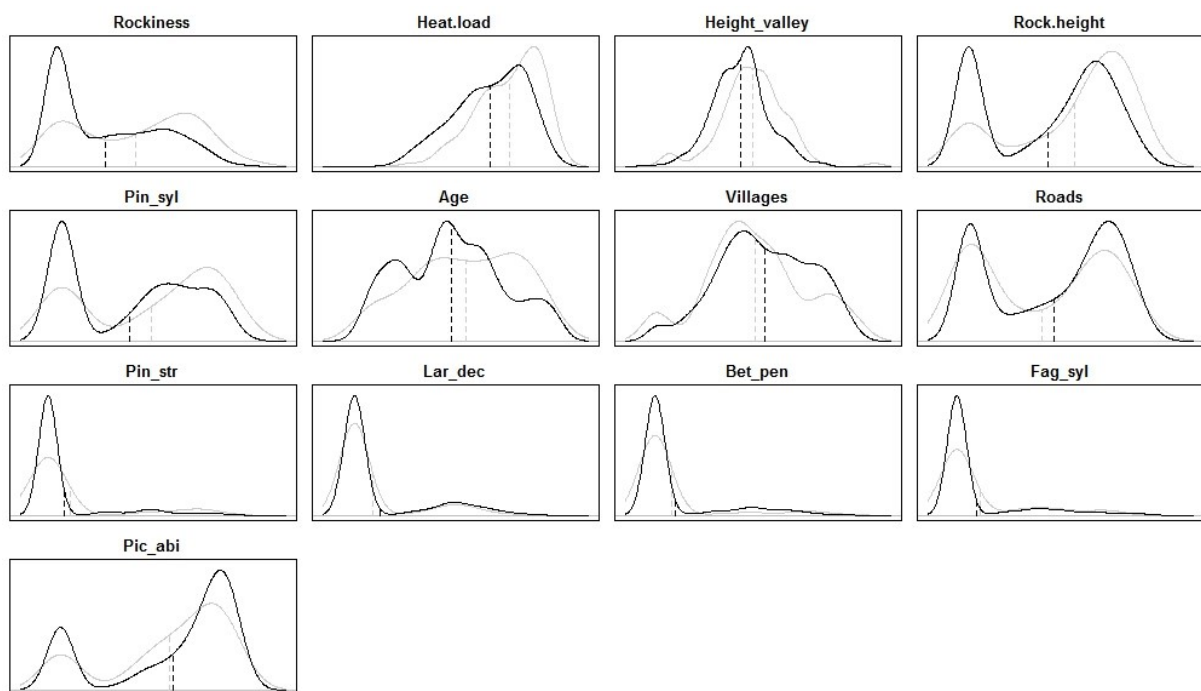 Rockiness
Heat.load
Height_valley
Rock.height
Pin_syl
Age
Villages
Roads
Pin_str
Lar_dec
Bet_pen
Fag_syl
Pic_abi